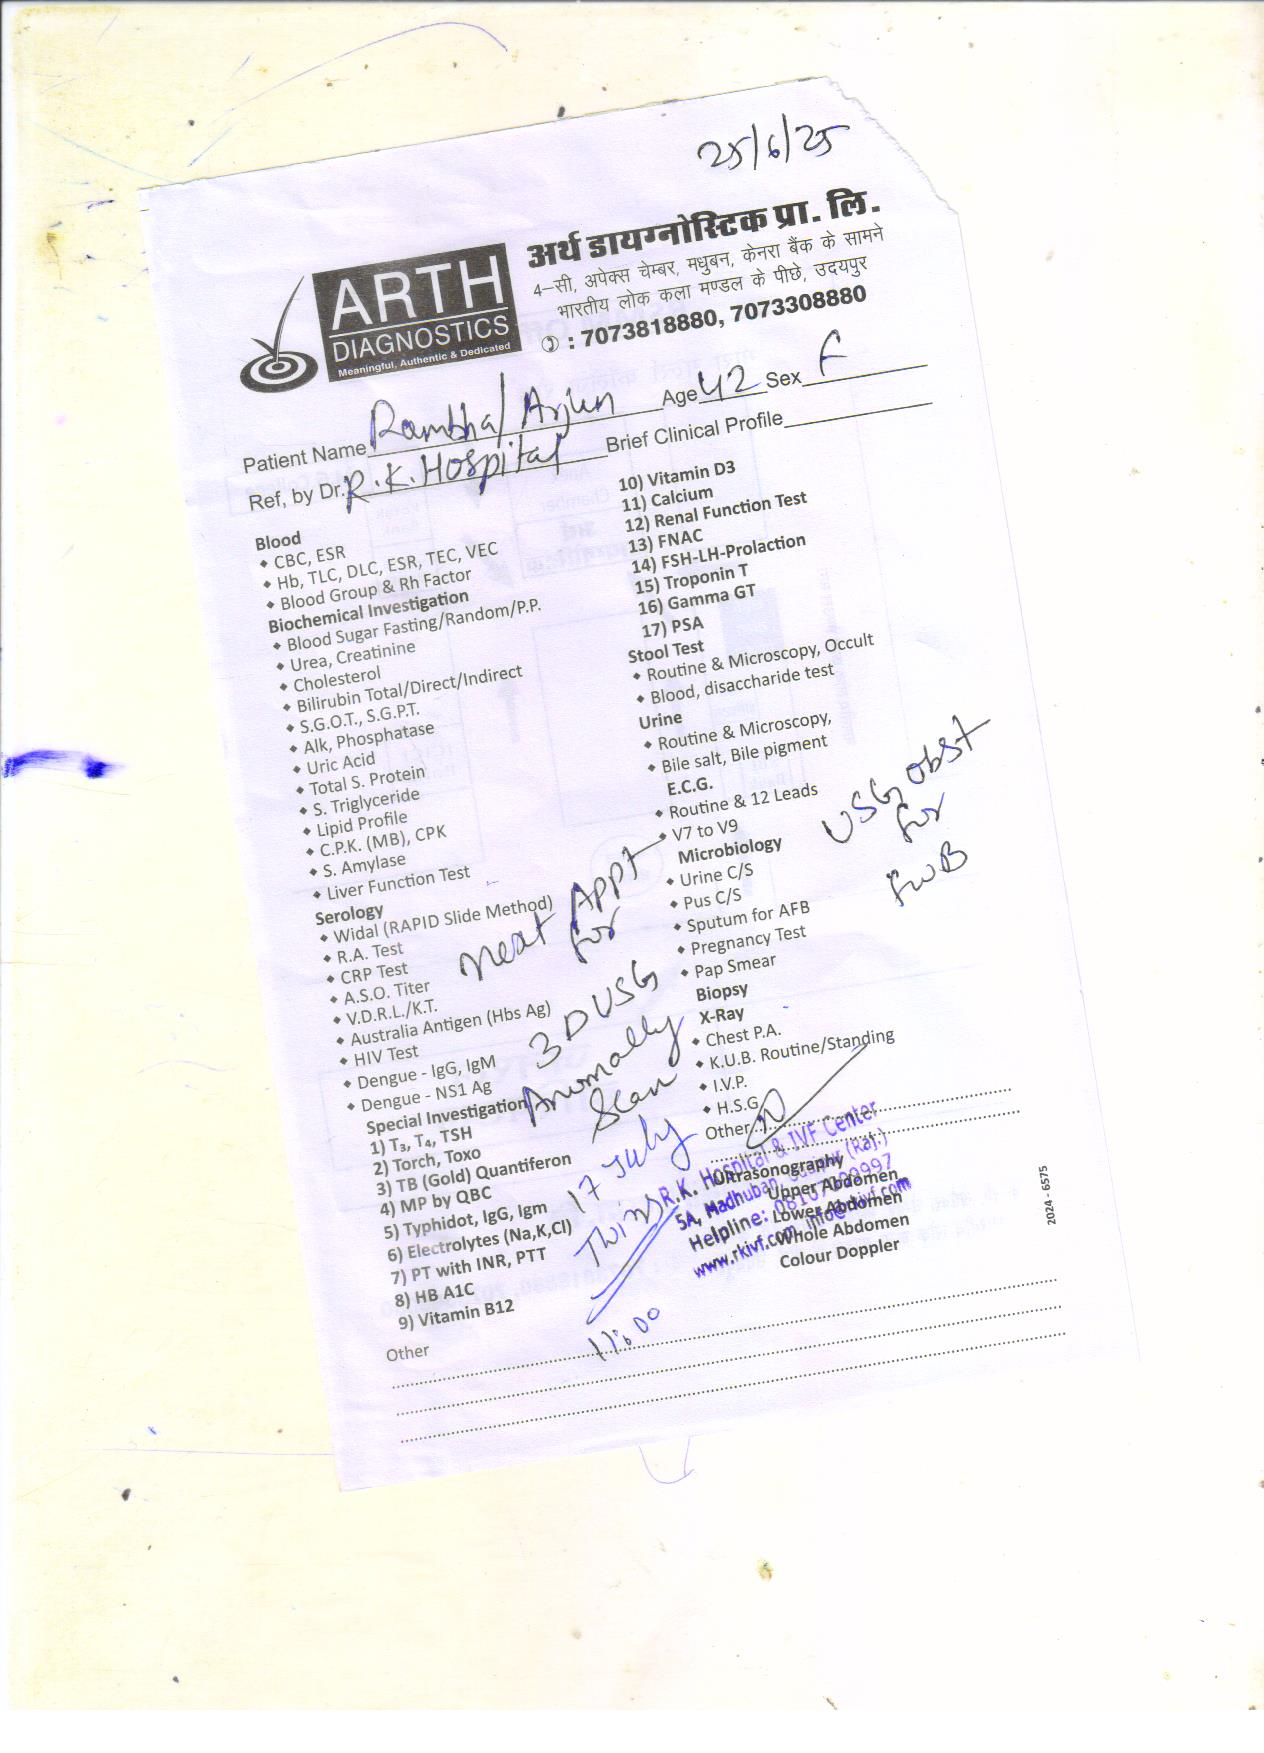 25/6/25
अर्थ डायग्नोस्टिक प्रा. लि.
4-सी, अपेक्स चेम्बर, मधुबन, केनरा बैंक के सामने
भारतीय लोक कला मण्डल के पीछे, उदयपुर
: 7073818880, 7073308880
ARTH
DIAGNOSTICS
Meaningful, Authentic & Dedicated
Patient Name Rambha/Arjun Age 42 Sex F
Ref, by Dr. R.K. Hospital Brief Clinical Profile
Blood
• CBC, ESR
• Hb, TLC, DLC, ESR, TEC, VEC
• Blood Group & Rh Factor
Biochemical Investigation
• Blood Sugar Fasting/Random/P.P.
• Urea, Creatinine
• Cholesterol
• Bilirubin Total/Direct/Indirect
• S.G.O.T., S.G.P.T.
• Alk, Phosphatase
• Uric Acid
• Total S. Protein
• S. Triglyceride
• Lipid Profile
• C.P.K. (MB), CPK
• S. Amylase
• Liver Function Test
Serology
• Widal (RAPID Slide Method)
• R.A. Test
• CRP Test
• A.S.O. Titer
• V.D.R.L./K.T.
• Australia Antigen (Hbs Ag)
• HIV Test
• Dengue - IgG, IgM
• Dengue - NS1 Ag
Special Investigation
1) T₃, T₄, TSH
2) Torch, Toxo
3) TB (Gold) Quantiferon
4) MP by QBC
5) Typhidot, IgG, Igm
6) Electrolytes (Na,K,Cl)
7) PT with INR, PTT
8) HB A1C
9) Vitamin B12
Other
10) Vitamin D3
11) Calcium
12) Renal Function Test
13) FNAC
14) FSH-LH-Prolaction
15) Troponin T
16) Gamma GT
17) PSA
Stool Test
• Routine & Microscopy, Occult
• Blood, disaccharide test
Urine
• Routine & Microscopy,
• Bile salt, Bile pigment
E.C.G.
• Routine & 12 Leads
• V7 to V9
Microbiology
• Urine C/S
• Pus C/S
• Sputum for AFB
• Pregnancy Test
• Pap Smear
Biopsy
X-Ray
• Chest P.A.
• K.U.B. Routine/Standing
• I.V.P.
• H.S.G.
Other
Ultrasonography
Upper Abdomen
Lower Abdomen
Whole Abdomen
Colour Doppler
USG obst
for
FWB
next APPT
for
3D USG
Anomally
Scan
17 July
Twins
11:00
R.K. Hospital & IVF Center
5A, Madhuban, (Raj.)
Helpline:
www.rkivf.com info@rkivf.com
2024 - 6575